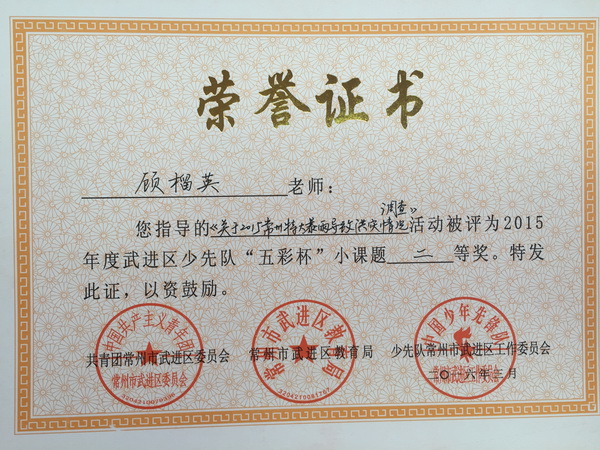 荣誉证书
顾榴英 老师：
您指导的《关于2015常州特大暴雨导致洪灾情况调查》活动被评为2015
年度武进区少先队“五彩杯”小课题 二 等奖。特发
此证，以资鼓励。
中国共产主义青年团
常州市武进区委员会
常州市武进区教育局
共青团常州市武进区委员会 常州市武进区教育局 少先队常州市武进区工作委员会
二〇一六年三月